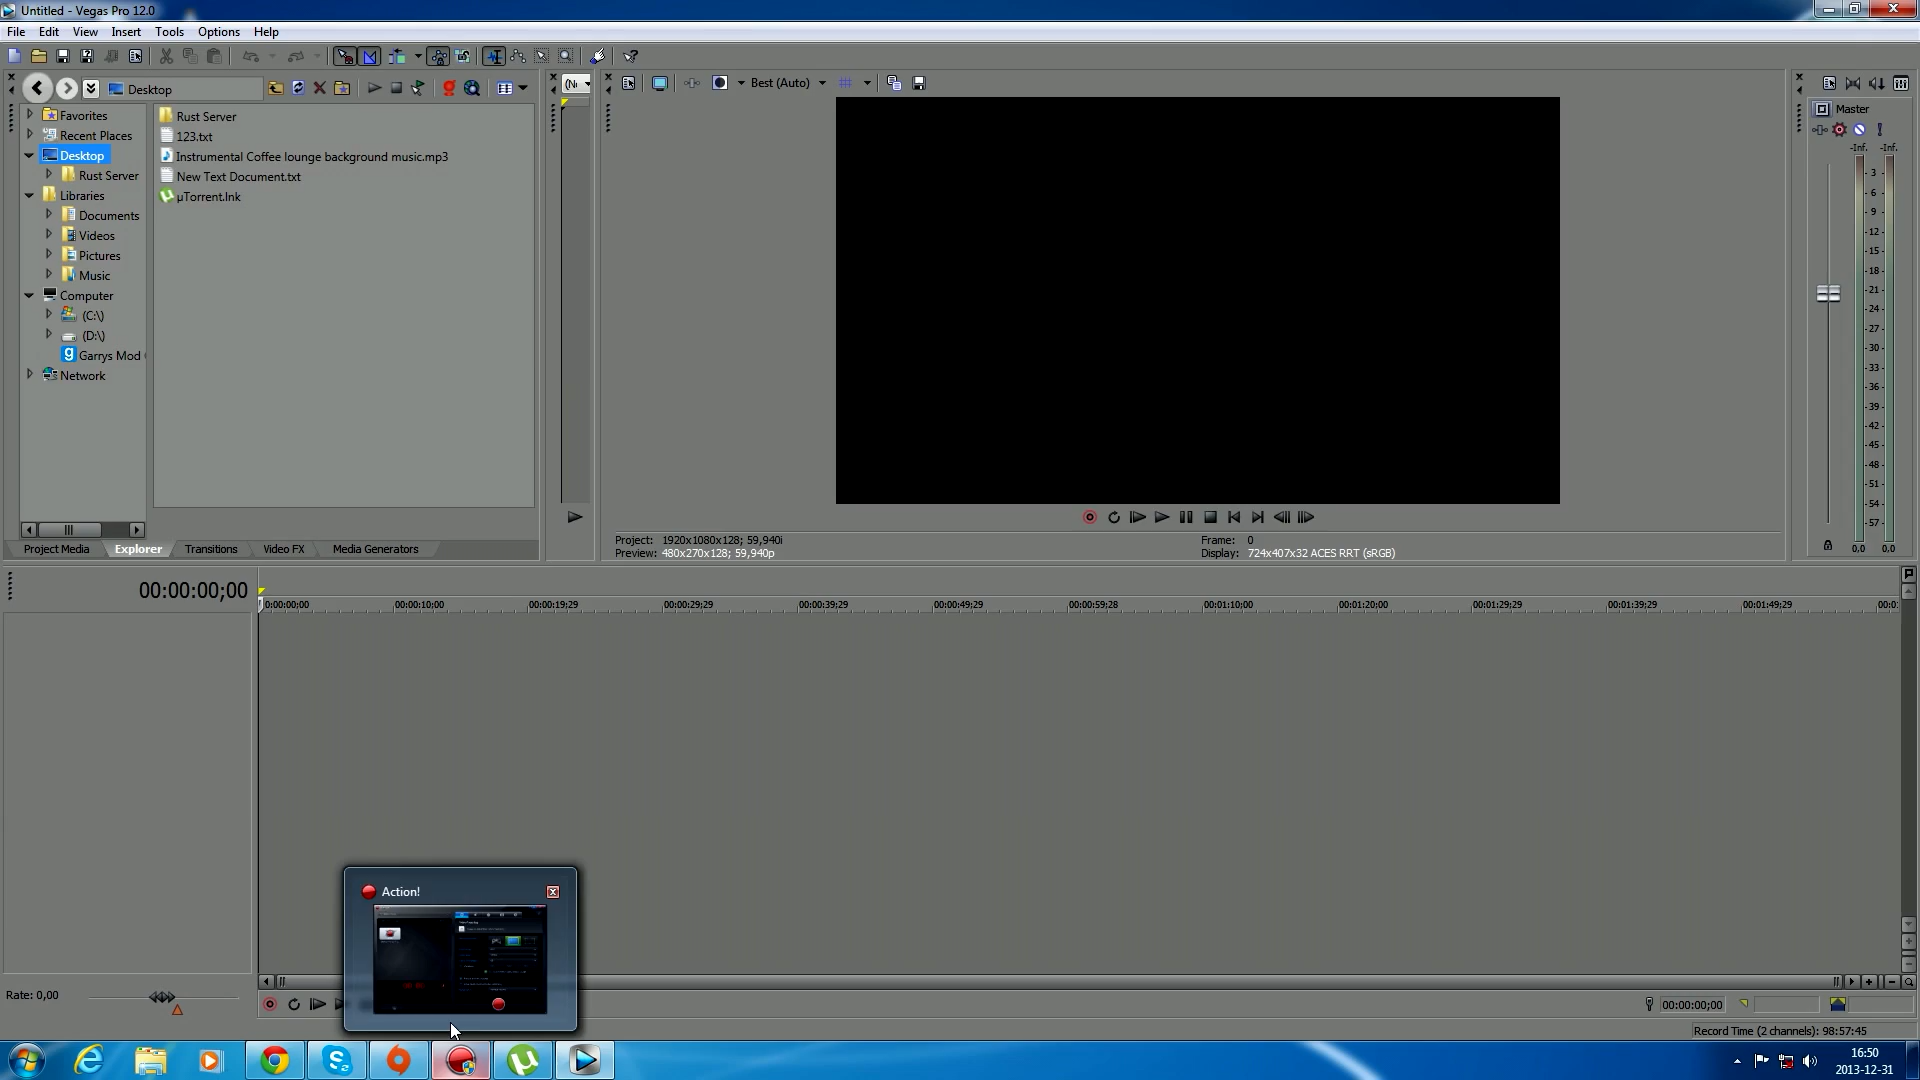 Untitled - Vegas Pro 12.0
File Edit View Insert Tools Options Help
Desktop
(N
Best (Auto)
Favorites
Recent Places
Desktop
Rust Server
Libraries
Documents
Videos
Pictures
Music
Computer
(C:\)
(D:\)
Garrys Mod
Network
Rust Server
123.txt
Instrumental Coffee lounge background music.mp3
New Text Document.txt
µTorrent.lnk
Master
-Inf. -Inf.
- 3 -
- 6 -
- 9 -
- 12 -
- 15 -
- 18 -
- 21 -
- 24 -
- 27 -
- 30 -
- 33 -
- 36 -
- 39 -
- 42 -
- 45 -
- 48 -
- 51 -
- 54 -
- 57 -
0,0 0,0
Project Media Explorer Transitions Video FX Media Generators
Project: 1920x1080x128; 59,940i
Preview: 480x270x128; 59,940p
Frame: 0
Display: 724x407x32 ACES RRT (sRGB)
00:00:00;00
0:00:00;00 00:00:10;00 00:00:19;29 00:00:29;29 00:00:39;29 00:00:49;29 00:00:59;28 00:01:10;00 00:01:20;00 00:01:29;29 00:01:39;29 00:01:49;29 00:0
Action!
Rate: 0,00
00:00:00;00
Record Time (2 channels): 98:57:45
16:50
2013-12-31